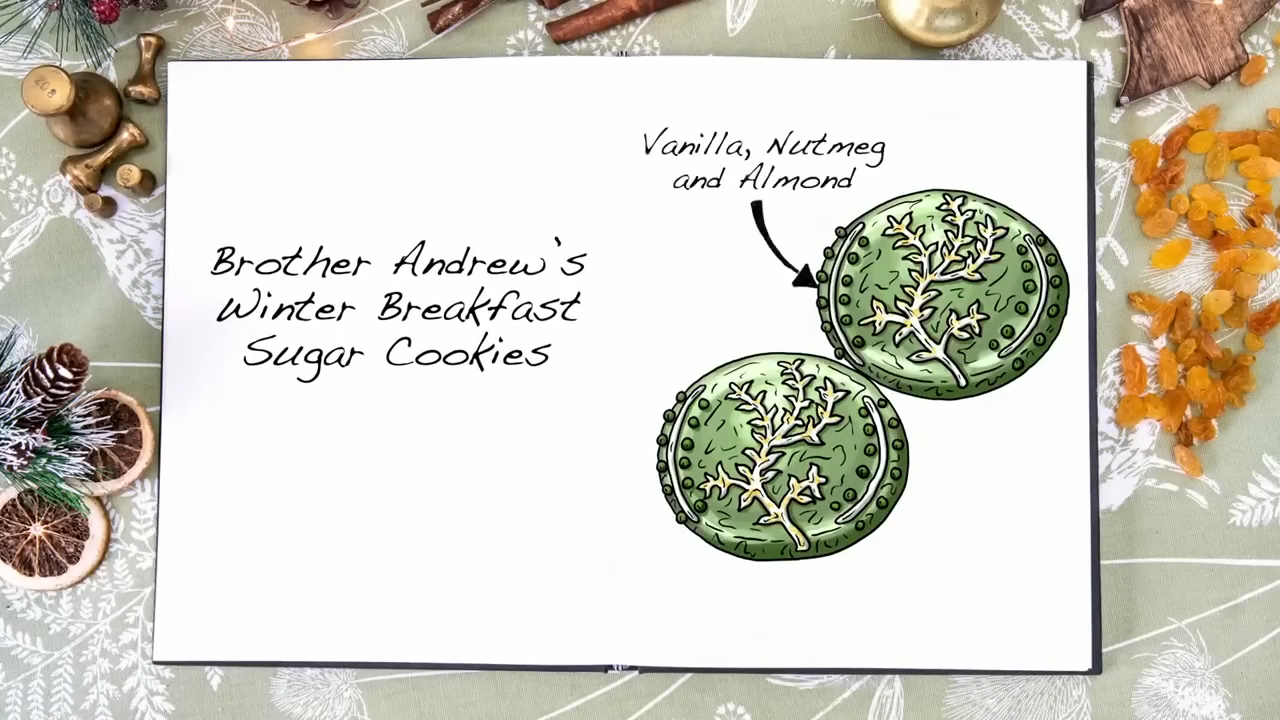 Brother Andrew's
Winter Breakfast
Sugar Cookies
Vanilla, Nutmeg
and Almond